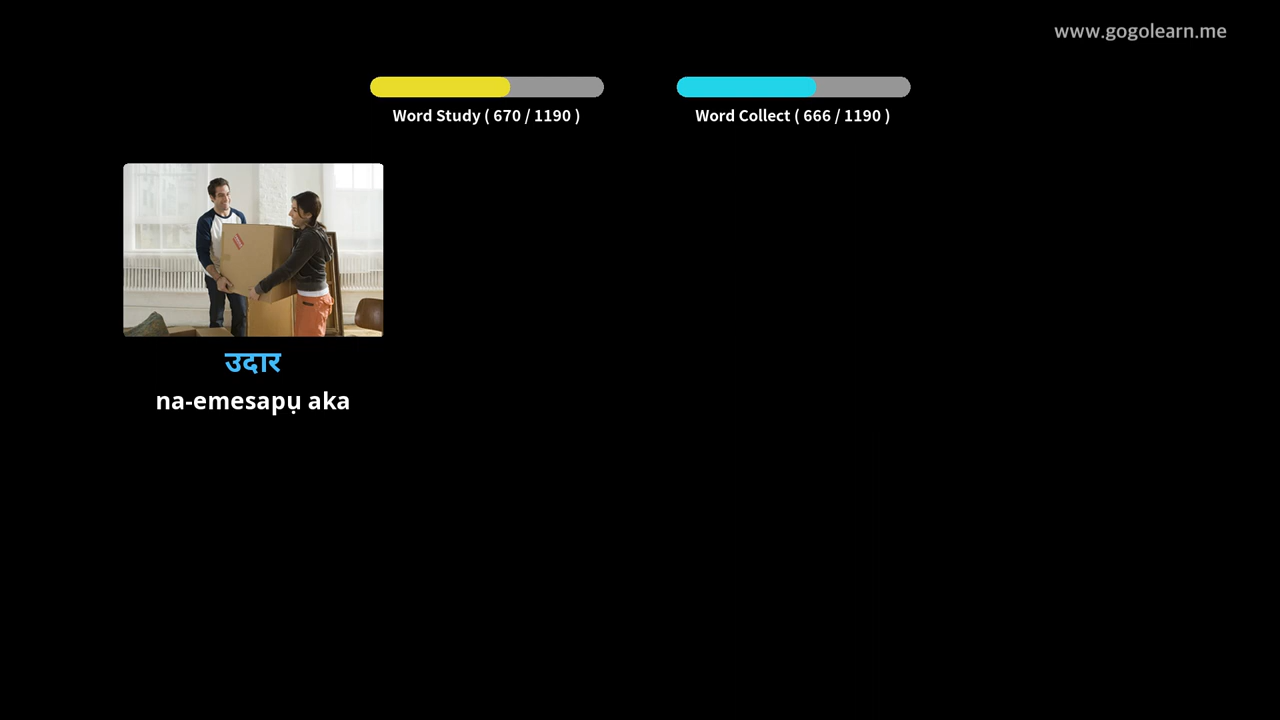 www.gogolearn.me
Word Study ( 670 / 1190 )
Word Collect ( 666 / 1190 )
उदार
na-emesapụ aka